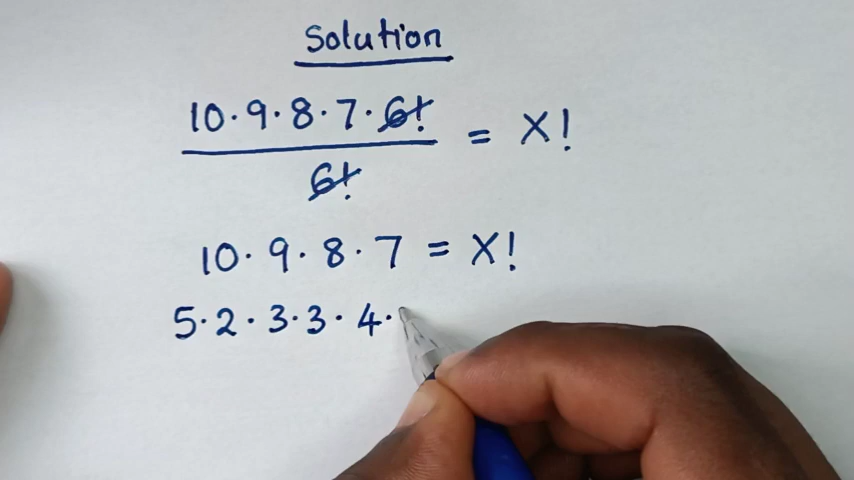 Solution
10·9·8·7·6!
6!
= X!
10·9·8·7 = X!
5·2·3·3·4·